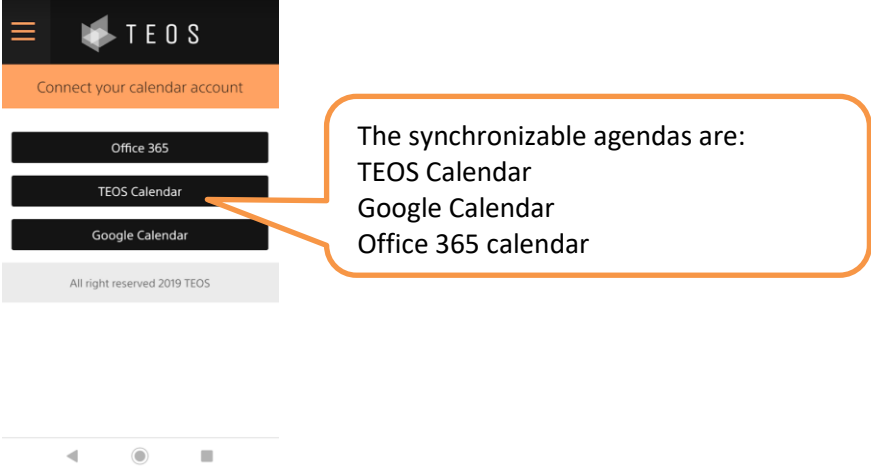 TEOS
Connect your calendar account
Office 365
TEOS Calendar
Google Calendar
All right reserved 2019 TEOS
The synchronizable agendas are:
TEOS Calendar
Google Calendar
Office 365 calendar